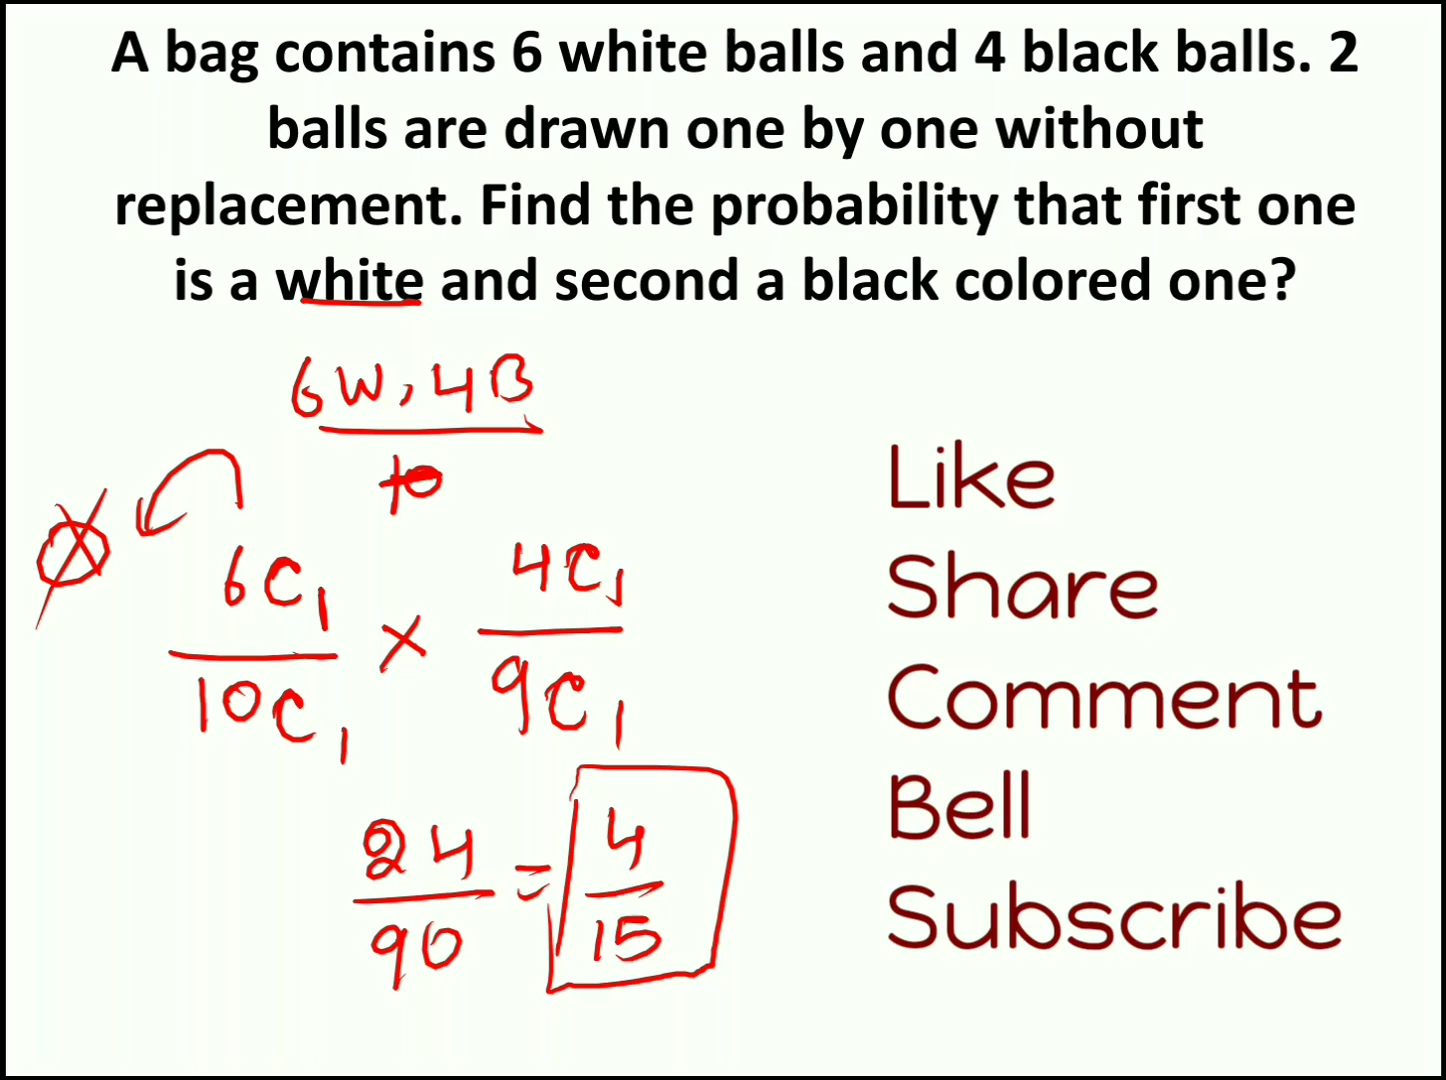 A bag contains 6 white balls and 4 black balls. 2
balls are drawn one by one without
replacement. Find the probability that first one
is a white and second a black colored one?
6W, 4B
10
6C1 × 4C1
10C1 9C1
24 = 4
90 15
Like
Share
Comment
Bell
Subscribe